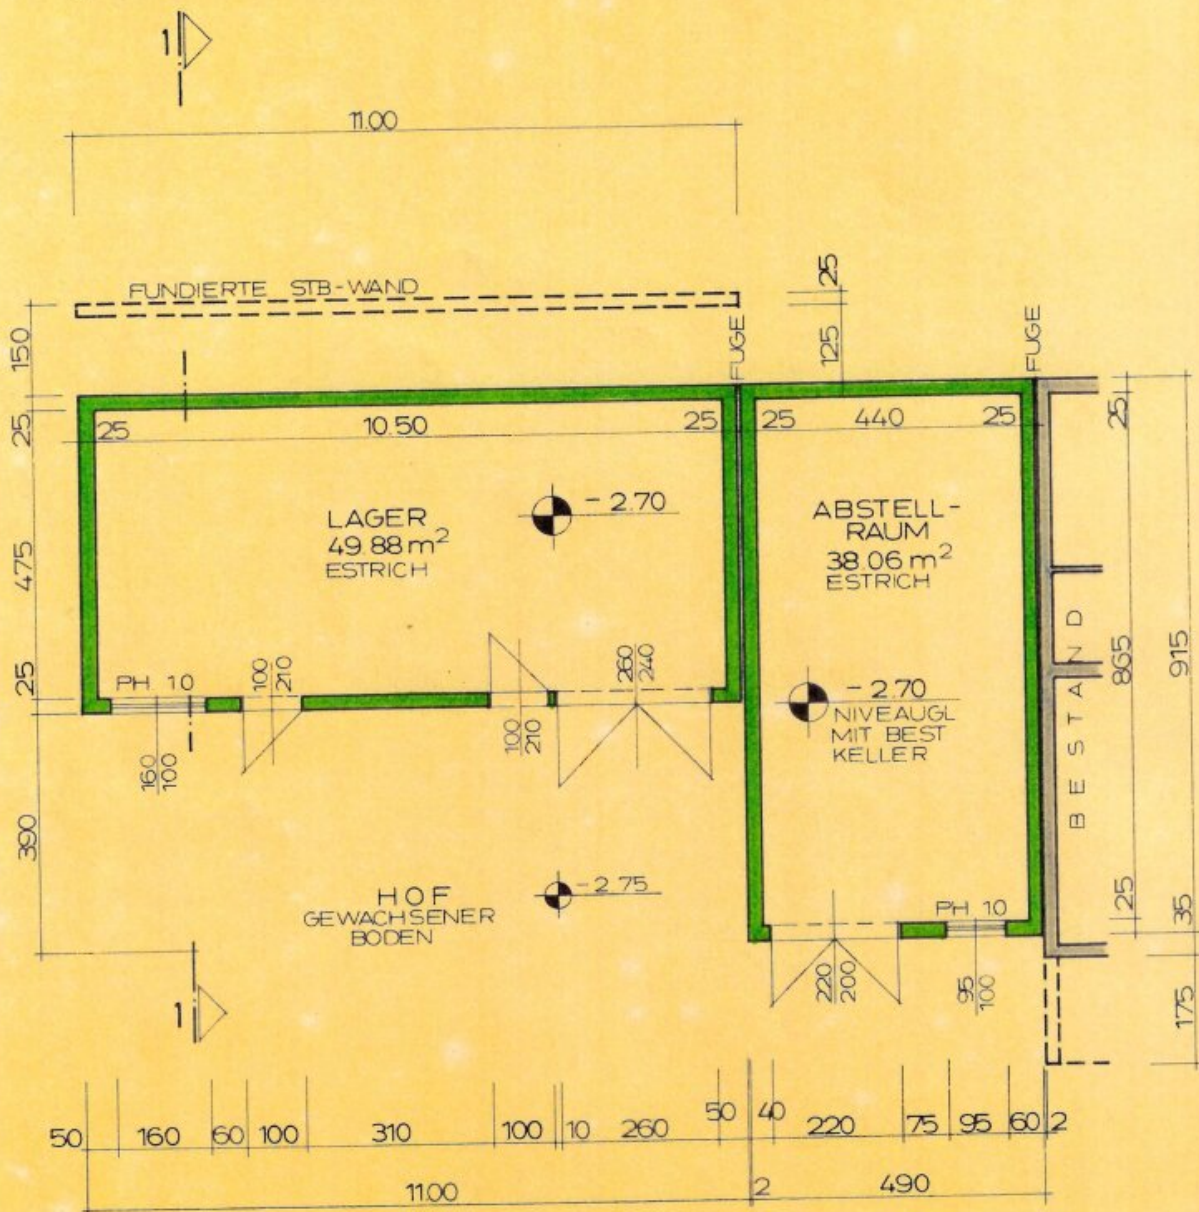 1
11.00
FUNDIERTE STB-WAND
25
125
FUGE
FUGE
150
25
475
25
390
25 10.50 25
25 440 25
LAGER
49.88 m²
ESTRICH
- 2.70
ABSTELL-
RAUM
38.06 m²
ESTRICH
- 2.70
NIVEAUGL
MIT BEST
KELLER
PH 10
100
210
100
210
260
240
160
100
HOF
GEWACHSENER
BODEN
- 2.75
PH 10
220
200
95
100
BESTAND
25
865
25
915
35
175
1
50 160 60 100 310 100 10 260 50 40 220 75 95 60 2
11.00 2 490